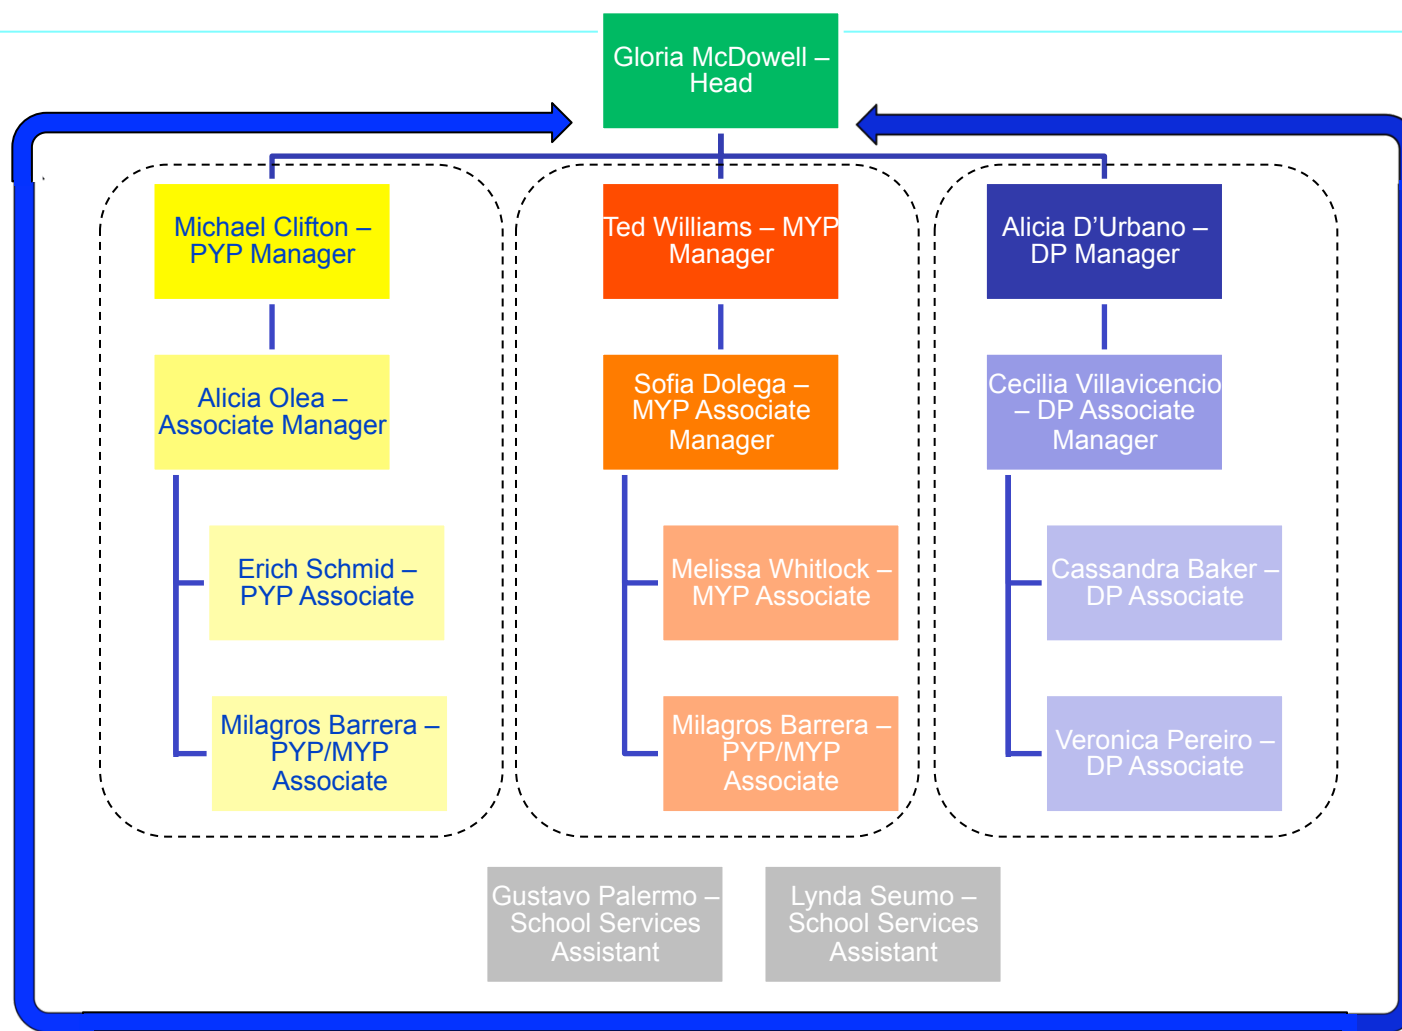 Gloria McDowell –
Head
Michael Clifton –
PYP Manager
Ted Williams – MYP
Manager
Alicia D’Urbano –
DP Manager
Alicia Olea –
Associate Manager
Sofia Dolega –
MYP Associate
Manager
Cecilia Villavicencio
– DP Associate
Manager
Erich Schmid –
PYP Associate
Melissa Whitlock –
MYP Associate
Cassandra Baker –
DP Associate
Milagros Barrera –
PYP/MYP
Associate
Milagros Barrera –
PYP/MYP
Associate
Veronica Pereiro –
DP Associate
Gustavo Palermo –
School Services
Assistant
Lynda Seumo –
School Services
Assistant